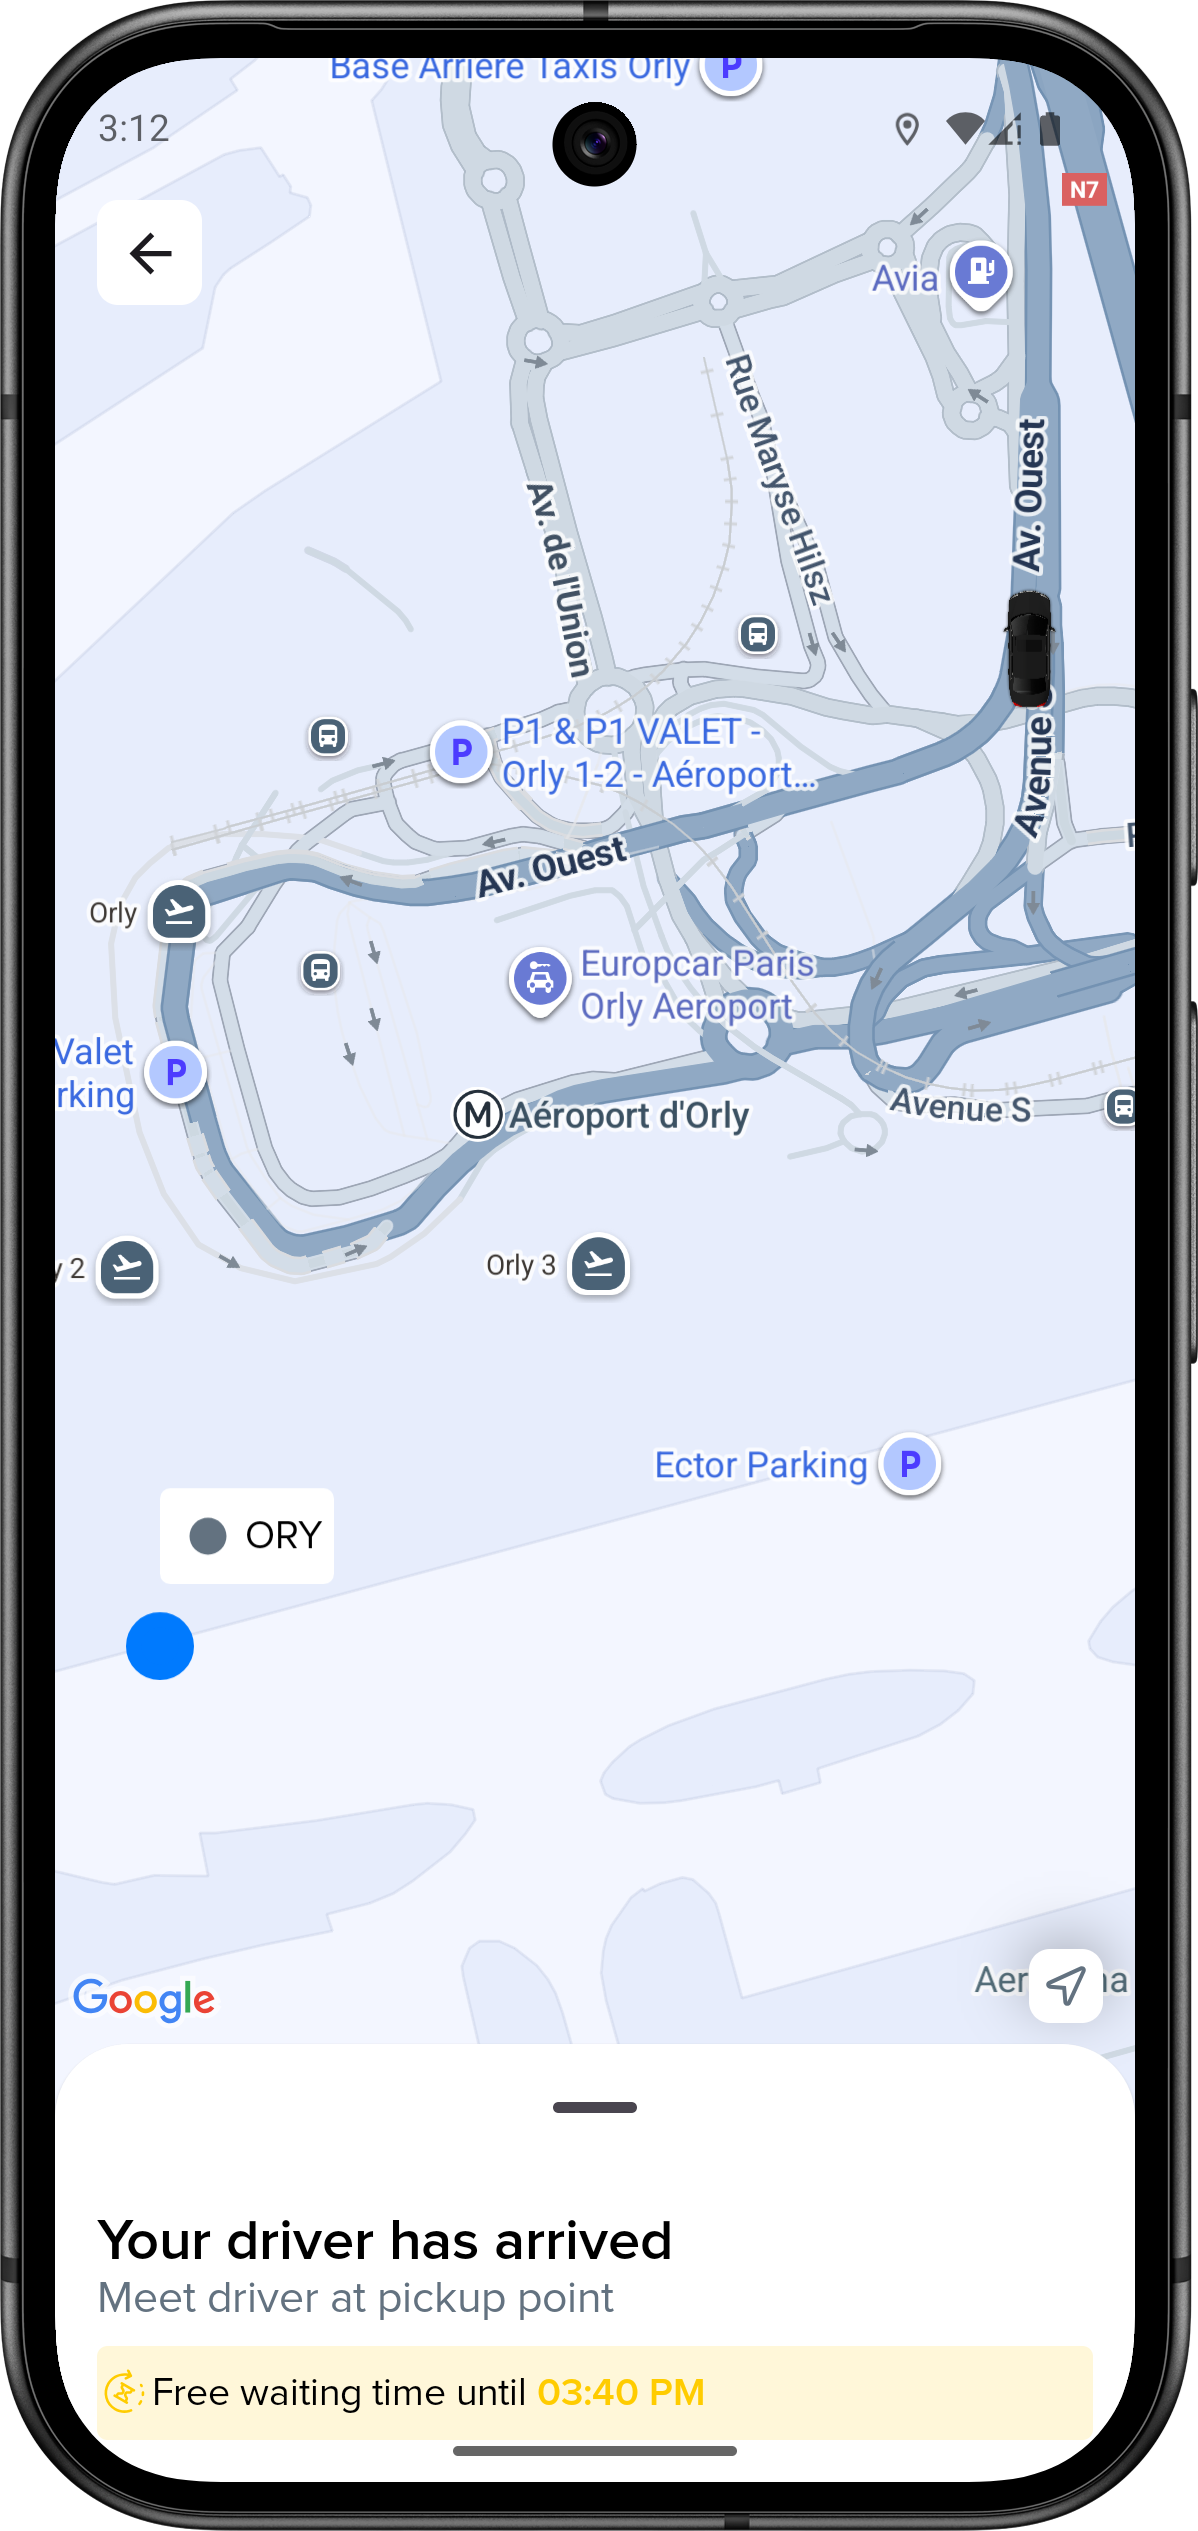 Base Arrière Taxis Orly
P
3:12
N7
Avia
Rue Maryse Hilsz
Av. Ouest
Av. de l'Union
P
P1 & P1 VALET -
Orly 1-2 - Aéroport...
Avenue S
Av. Ouest
Orly
Europcar Paris
Orly Aeroport
Valet
rking
P
M Aéroport d'Orly
Avenue S
y 2
Orly 3
Ector Parking
P
ORY
Google
Your driver has arrived
Meet driver at pickup point
Free waiting time until 03:40 PM